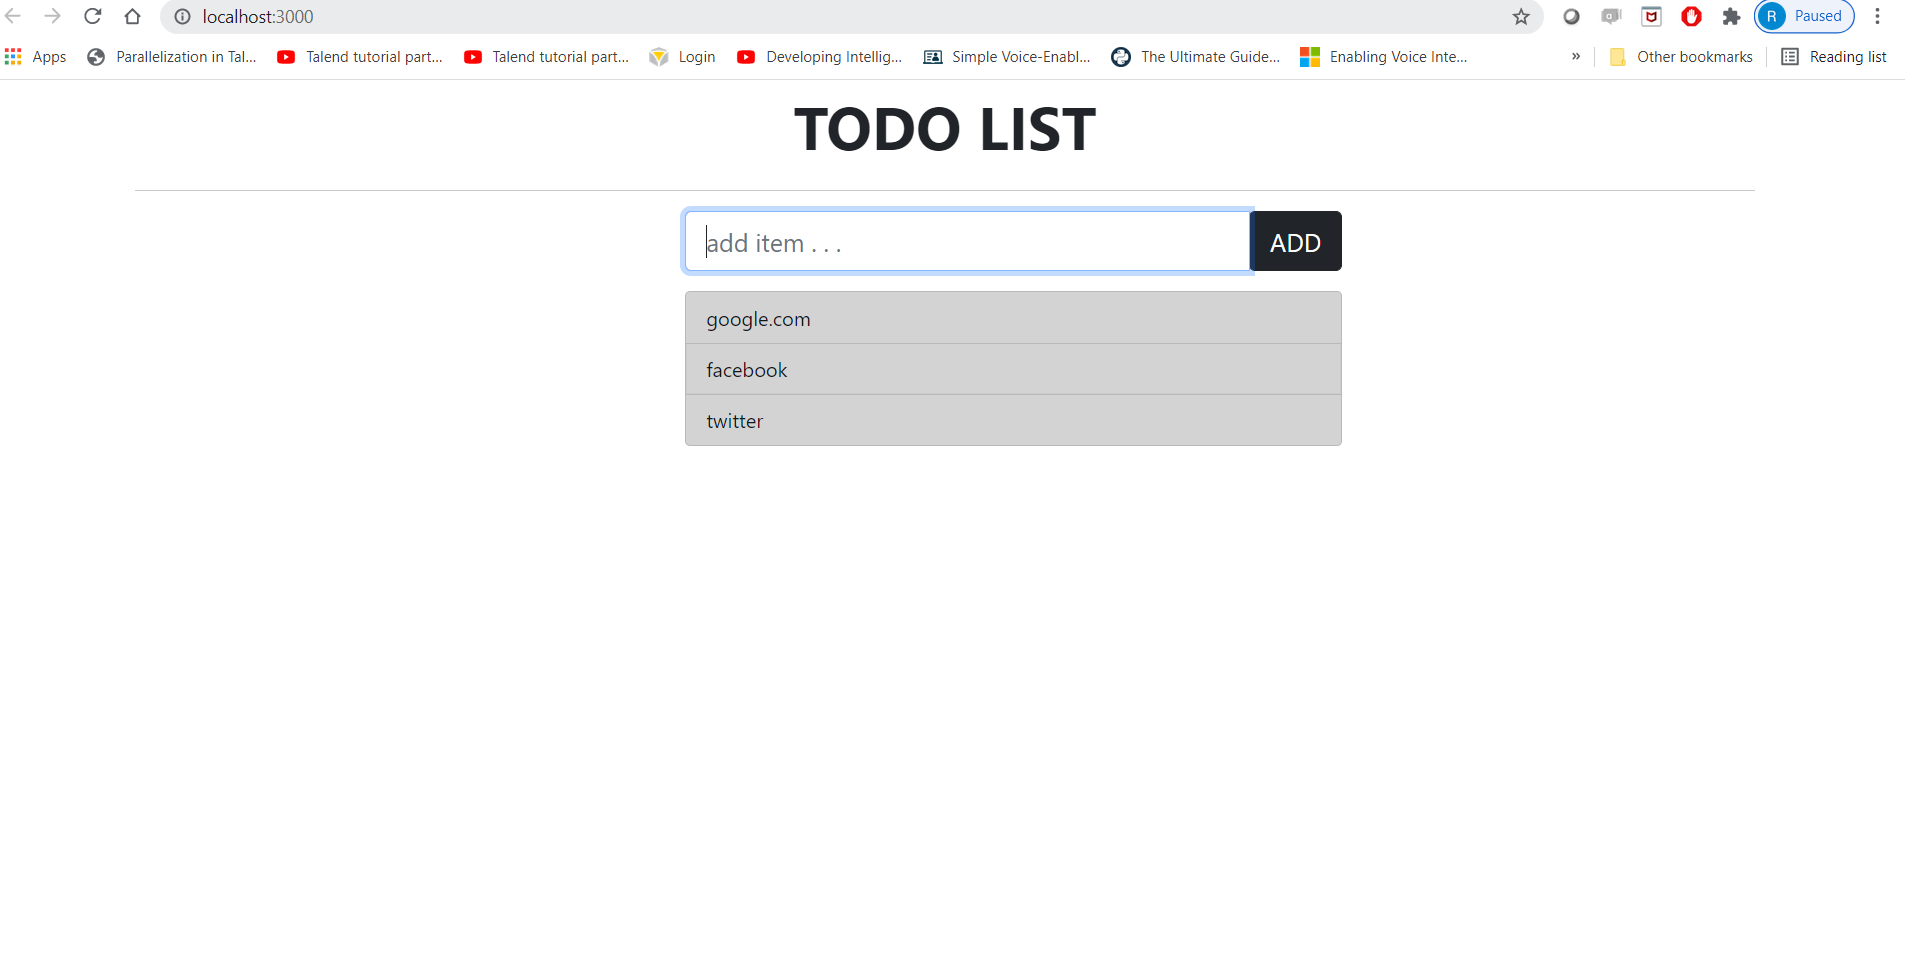 localhost:3000
R Paused
Apps Parallelization in Tal... Talend tutorial part... Talend tutorial part... Login Developing Intellig... Simple Voice-Enabl... The Ultimate Guide... Enabling Voice Inte... » Other bookmarks Reading list
TODO LIST
add item . . . ADD
google.com
facebook
twitter